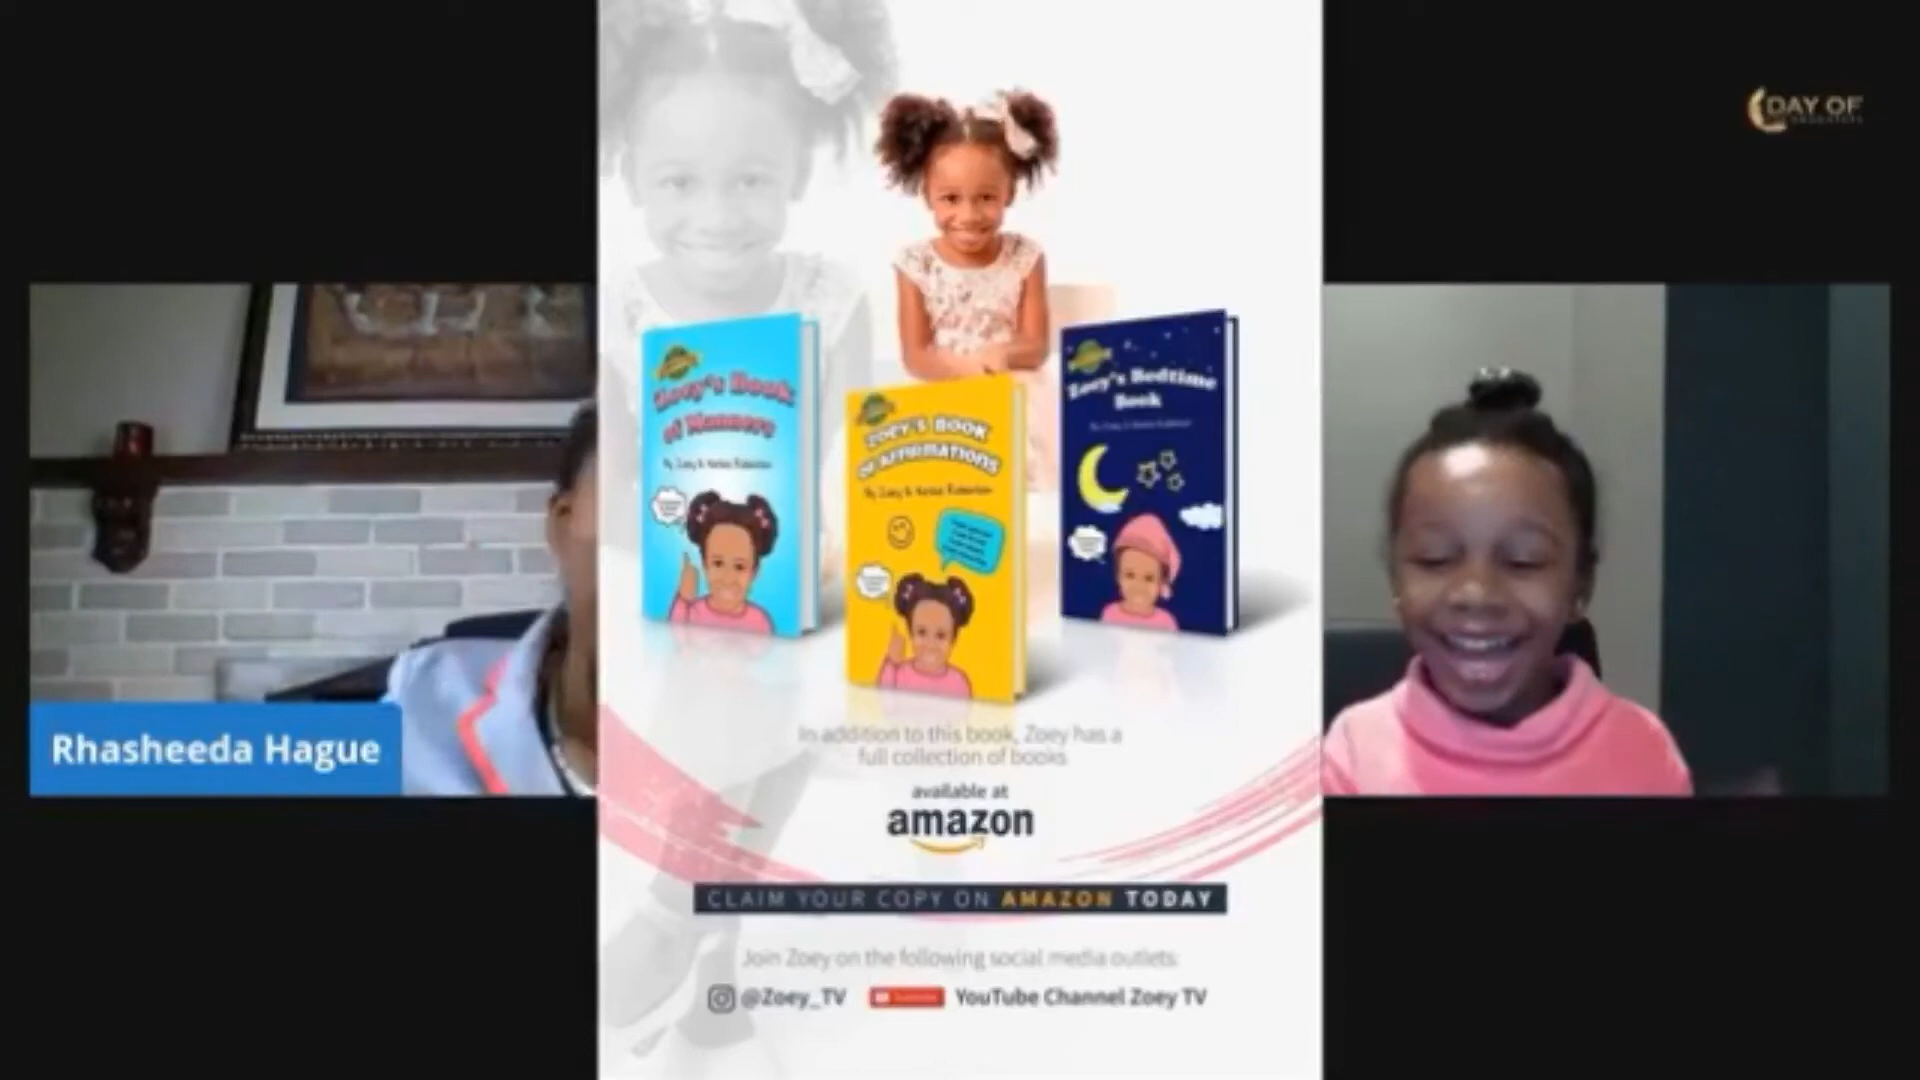 DAY OF
Zoey's Book
of Manners
ZOEY'S BOOK
OF AFFIRMATIONS
Zoey's Bedtime
Book
Rhasheeda Hague
In addition to this book, Zoey has a
full collection of books
available at
amazon
CLAIM YOUR COPY ON AMAZON TODAY
Join Zoey on the following social media outlets:
@Zoey_TV YouTube Channel Zoey TV